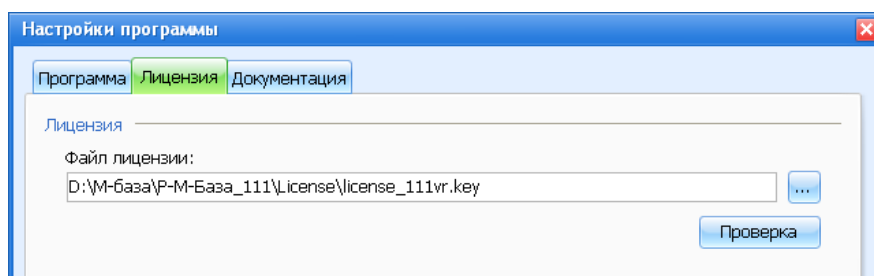 Настройки программы
Программа Лицензия Документация
Лицензия
Файл лицензии:
D:\М-база\Р-М-База_111\License\license_111vr.key
...
Проверка